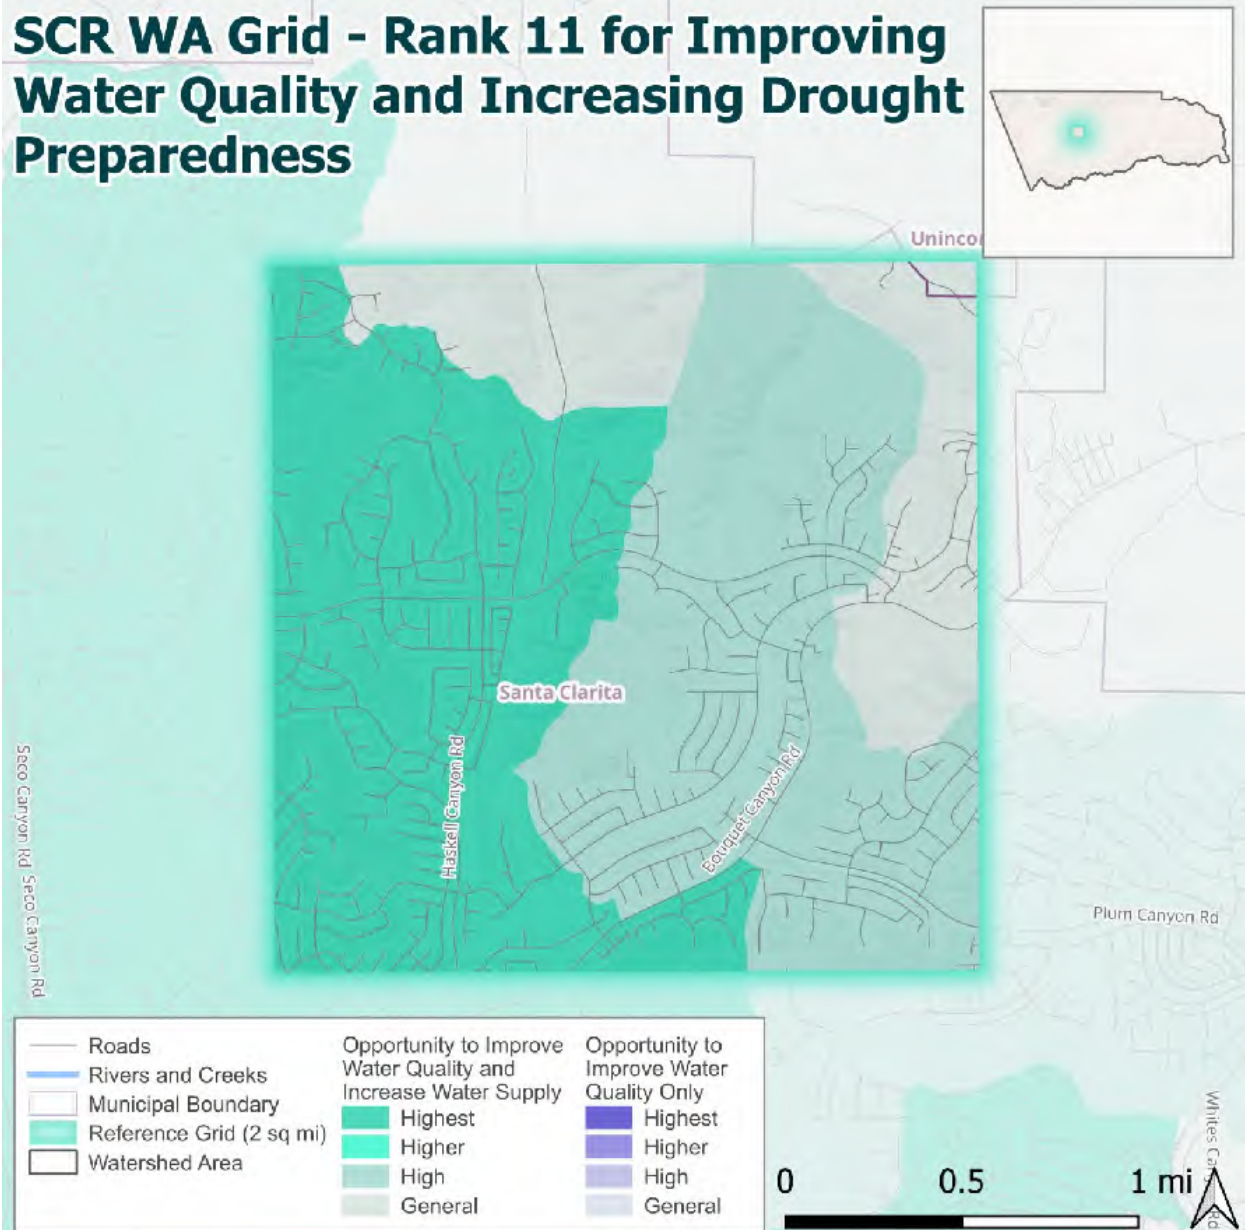 SCR WA Grid - Rank 11 for Improving
Water Quality and Increasing Drought
Preparedness
Santa Clarita
Haskell Canyon Rd
Bouquet Canyon Rd
Seco Canyon Rd
Seco Canyon Rd
Plum Canyon Rd
Whites
Roads
Rivers and Creeks
Municipal Boundary
Reference Grid (2 sq mi)
Watershed Area
Opportunity to Improve
Water Quality and
Increase Water Supply
Highest
Higher
High
General
Opportunity to
Improve Water
Quality Only
Highest
Higher
High
General
0 0.5 1 mi